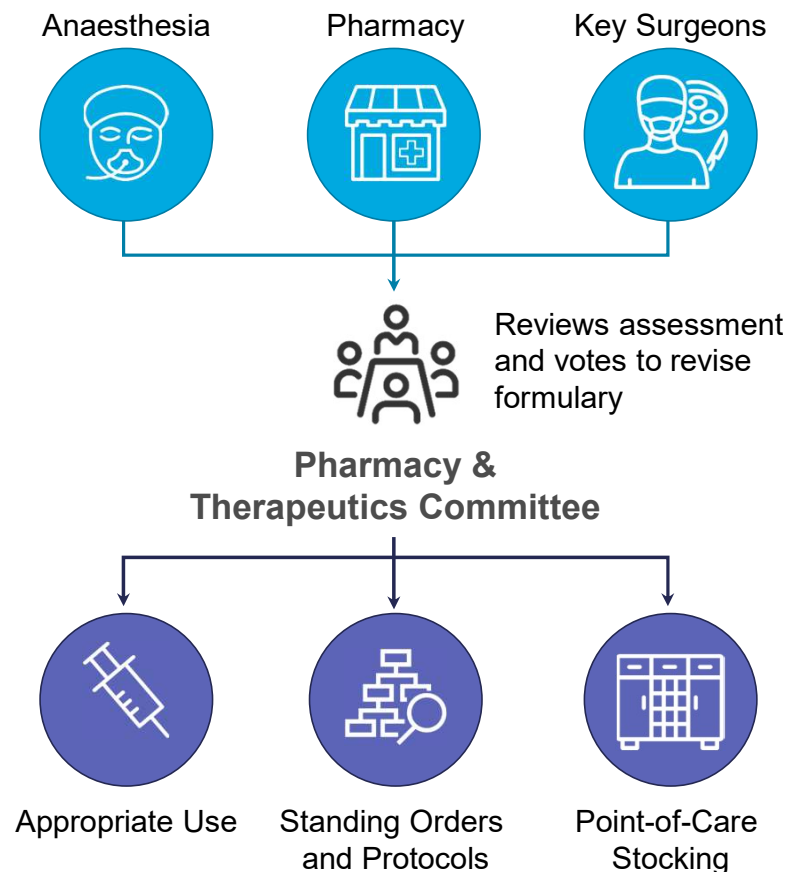 Anaesthesia
Pharmacy
Key Surgeons
Reviews assessment
and votes to revise
formulary
Pharmacy &
Therapeutics Committee
Appropriate Use
Standing Orders
and Protocols
Point-of-Care
Stocking